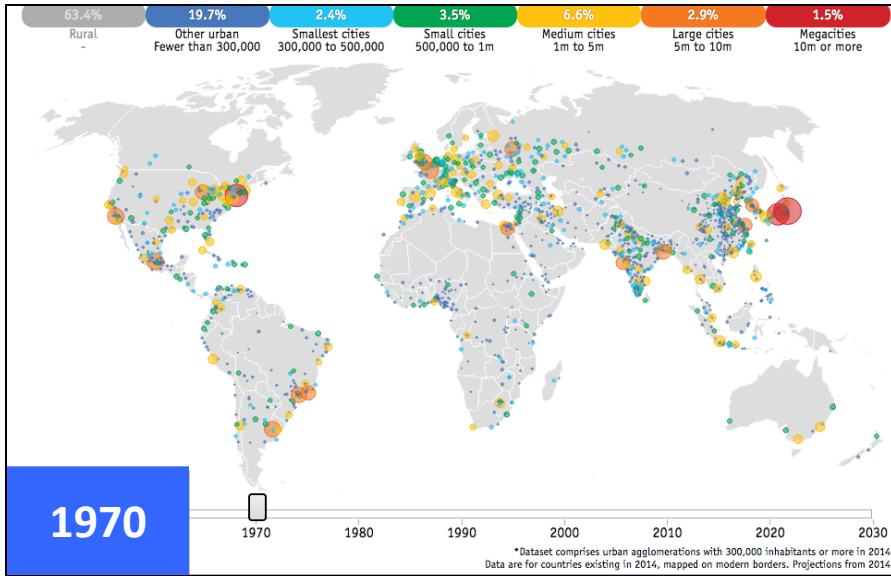 63.4% 19.7% 2.4% 3.5% 6.6% 2.9% 1.5%
Rural Other urban Smallest cities Small cities Medium cities Large cities Megacities
- Fewer than 300,000 300,000 to 500,000 500,000 to 1m 1m to 5m 5m to 10m 10m or more
1970
1970 1980 1990 2000 2010 2020 2030
*Dataset comprises urban agglomerations with 300,000 inhabitants or more in 2014
Data are for countries existing in 2014, mapped on modern borders. Projections from 2014